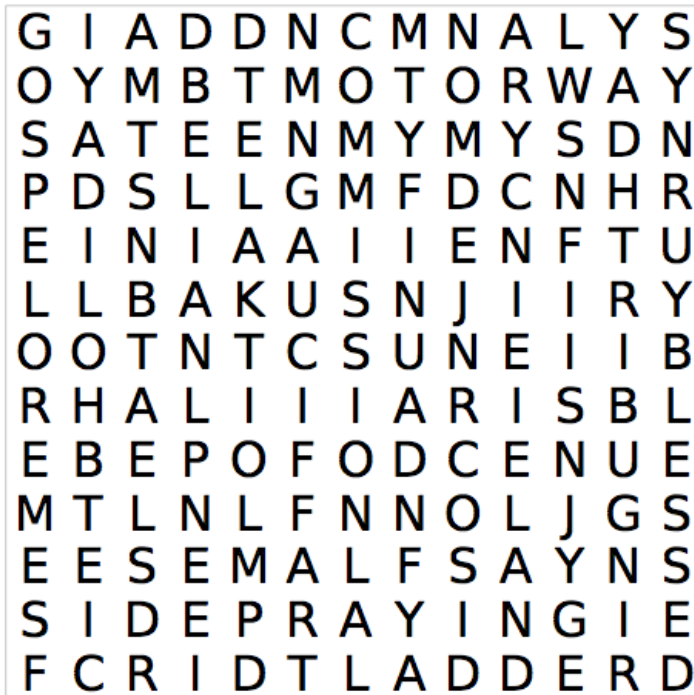 G I A D D N C M N A L Y S
O Y M B T M O T O R W A Y
S A T E E N M Y M Y S D N
P D S L L G M F D C N H R
E I N I A A I I E N F T U
L L B A K U S N J I I R Y
O O T N T C S U N E I I B
R H A L I I I A R I S B L
E B E P O F O D C E N U E
M T L N L F N N O L J G S
E E S E M A L F S A Y N S
S I D E P R A Y I N G I E
F C R I D T L A D D E R D